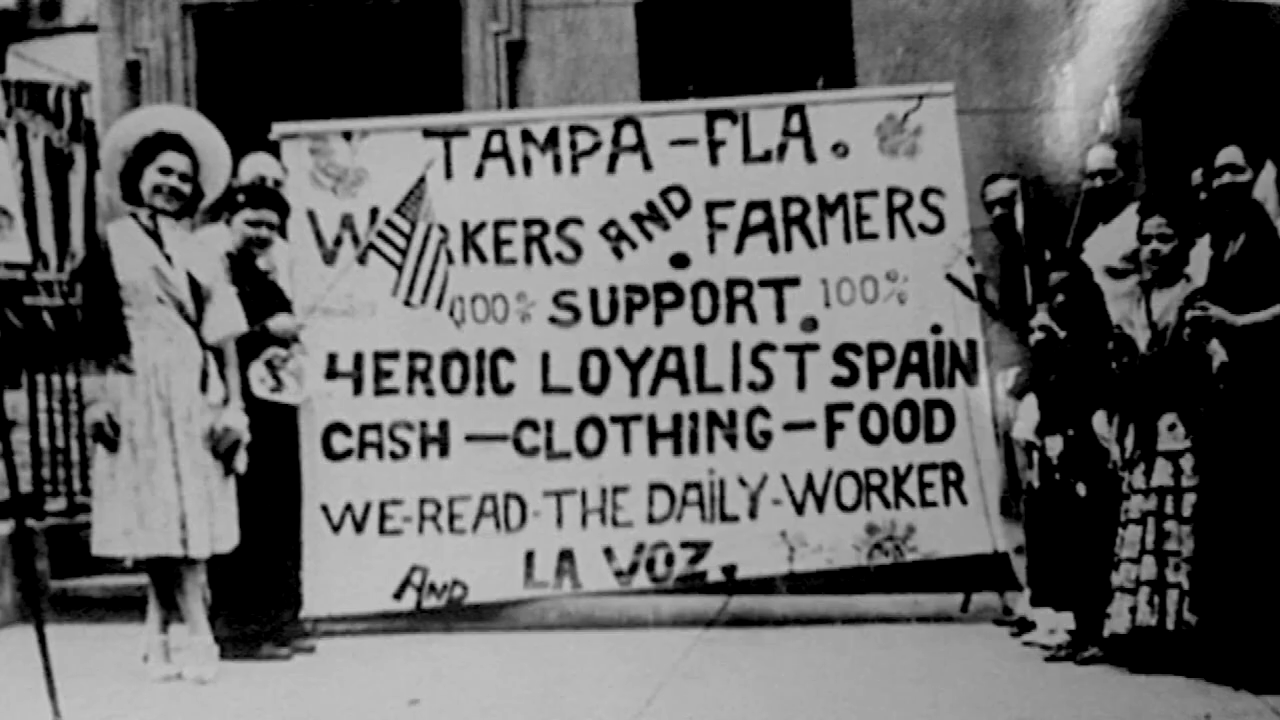 TAMPA-FLA.
WORKERS AND FARMERS
100% SUPPORT. 100%
HEROIC LOYALIST SPAIN
CASH-CLOTHING-FOOD
WE-READ-THE DAILY-WORKER
AND LA VOZ.